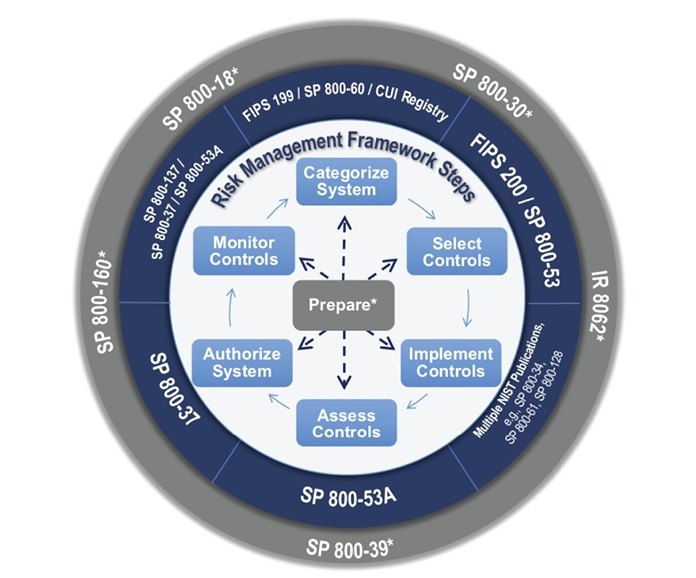 SP 800-18*
SP 800-30*
IR 8062*
SP 800-39*
SP 800-160*
FIPS 199 / SP 800-60 / CUI Registry
FIPS 200 / SP 800-53
Multiple NIST Publications,
e.g., SP 800-34,
SP 800-61, SP 800-128
SP 800-53A
SP 800-37
SP 800-137 /
SP 800-37 / SP 800-53A
Risk Management Framework Steps
Categorize
System
Select
Controls
Implement
Controls
Assess
Controls
Authorize
System
Monitor
Controls
Prepare*